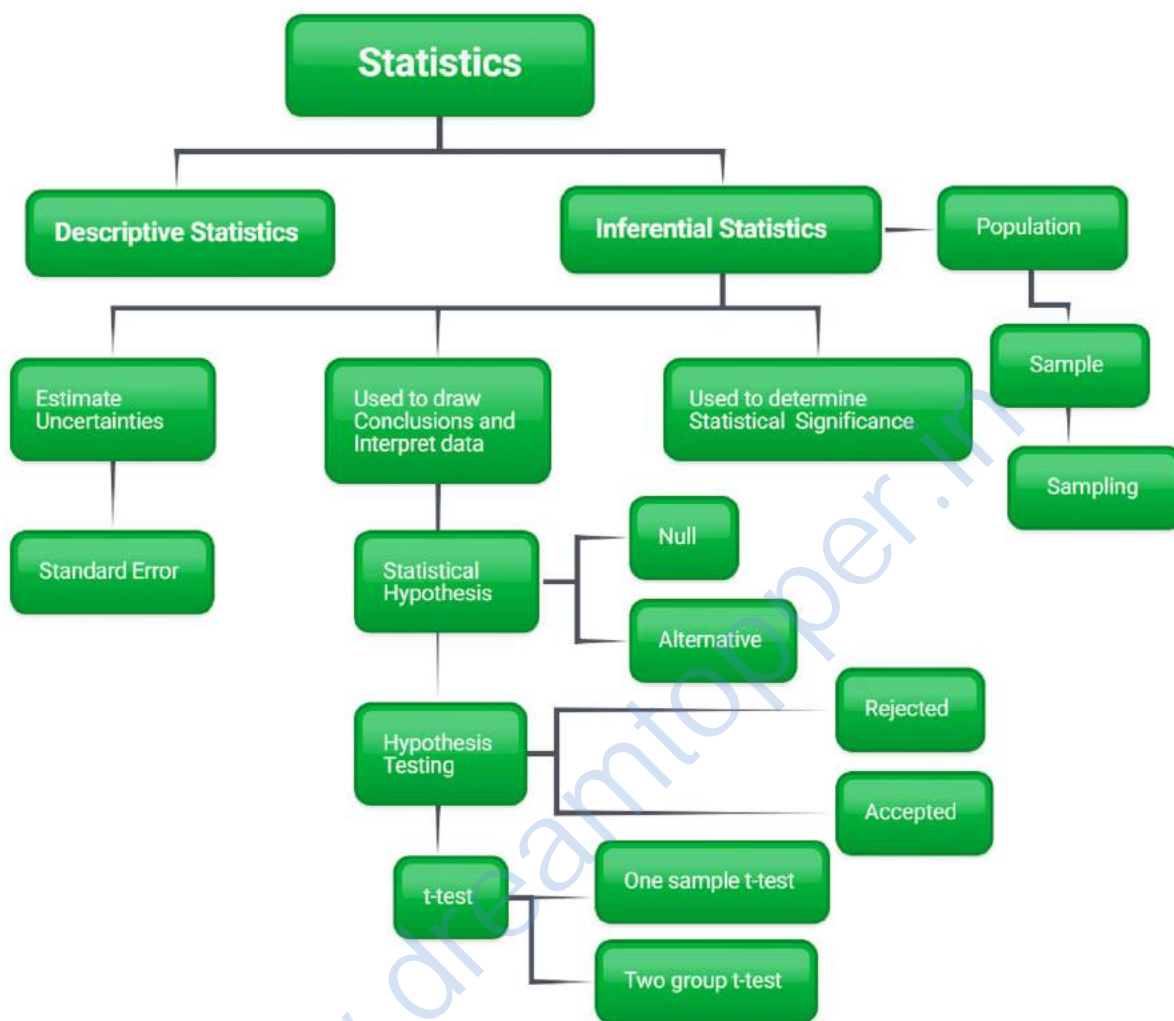 Statistics
Descriptive Statistics
Inferential Statistics
Population
Estimate
Uncertainties
Used to draw
Conclusions and
Interpret data
Used to determine
Statistical Significance
Sample
Sampling
Standard Error
Statistical
Hypothesis
Null
Alternative
Hypothesis
Testing
Rejected
Accepted
t-test
One sample t-test
Two group t-test
dreamtopper.in